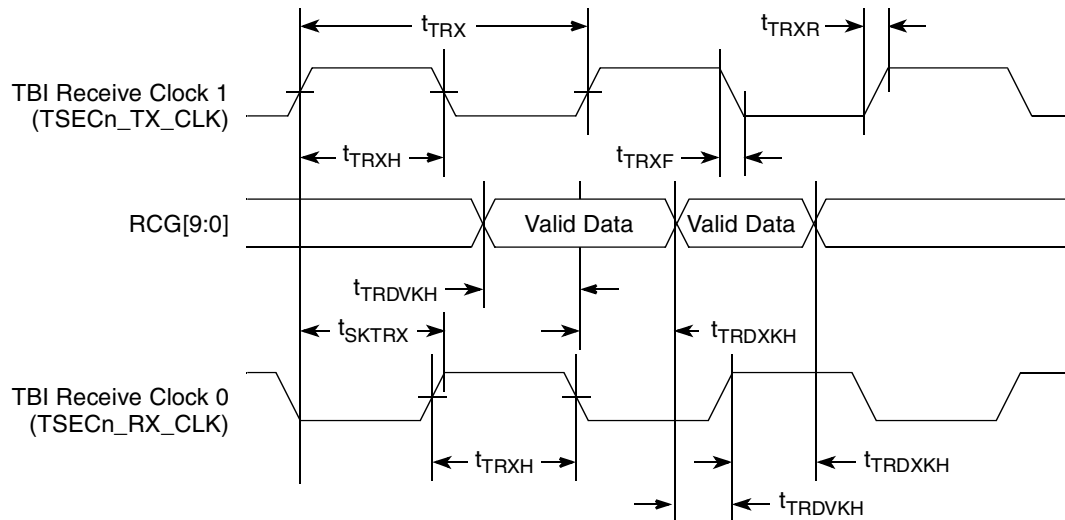 tTRX
tTRXR
TBI Receive Clock 1
(TSECn_TX_CLK)
tTRXH
tTRXF
RCG[9:0]
Valid Data
Valid Data
tTRDVKH
tSKTRX
tTRDXKH
TBI Receive Clock 0
(TSECn_RX_CLK)
tTRXH
tTRDXKH
tTRDVKH